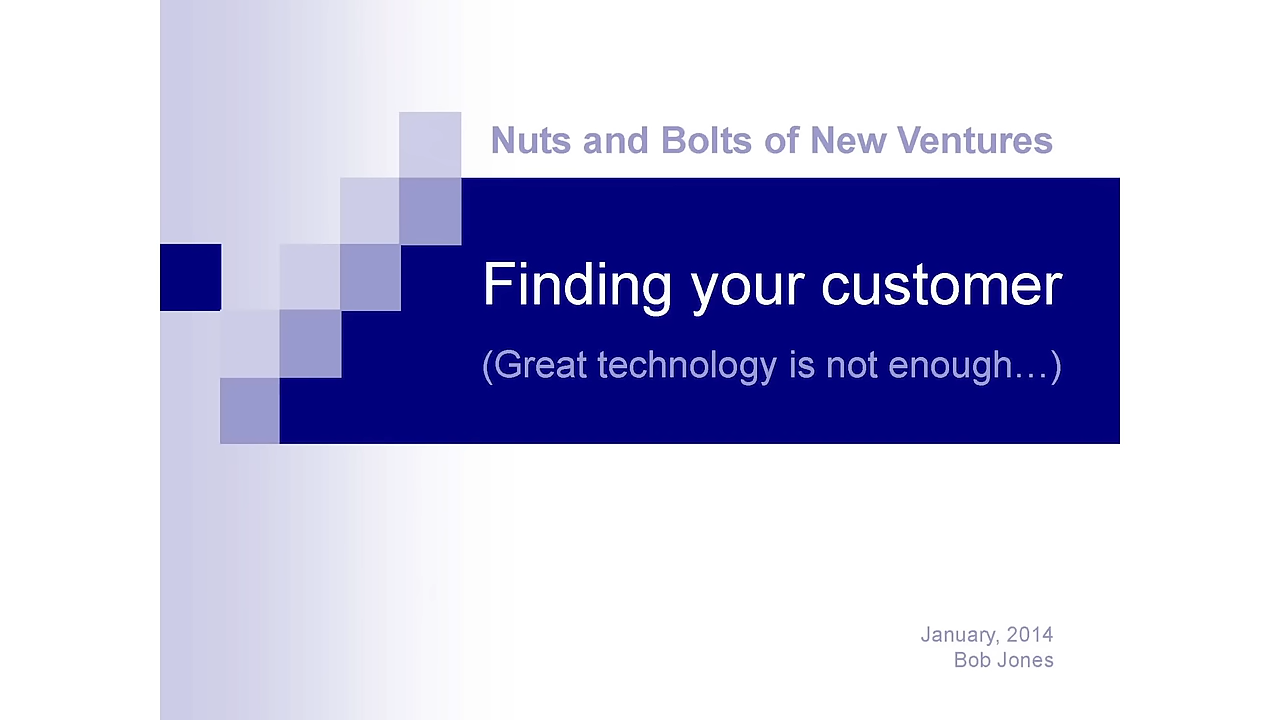 Nuts and Bolts of New Ventures
Finding your customer
(Great technology is not enough…)
January, 2014
Bob Jones